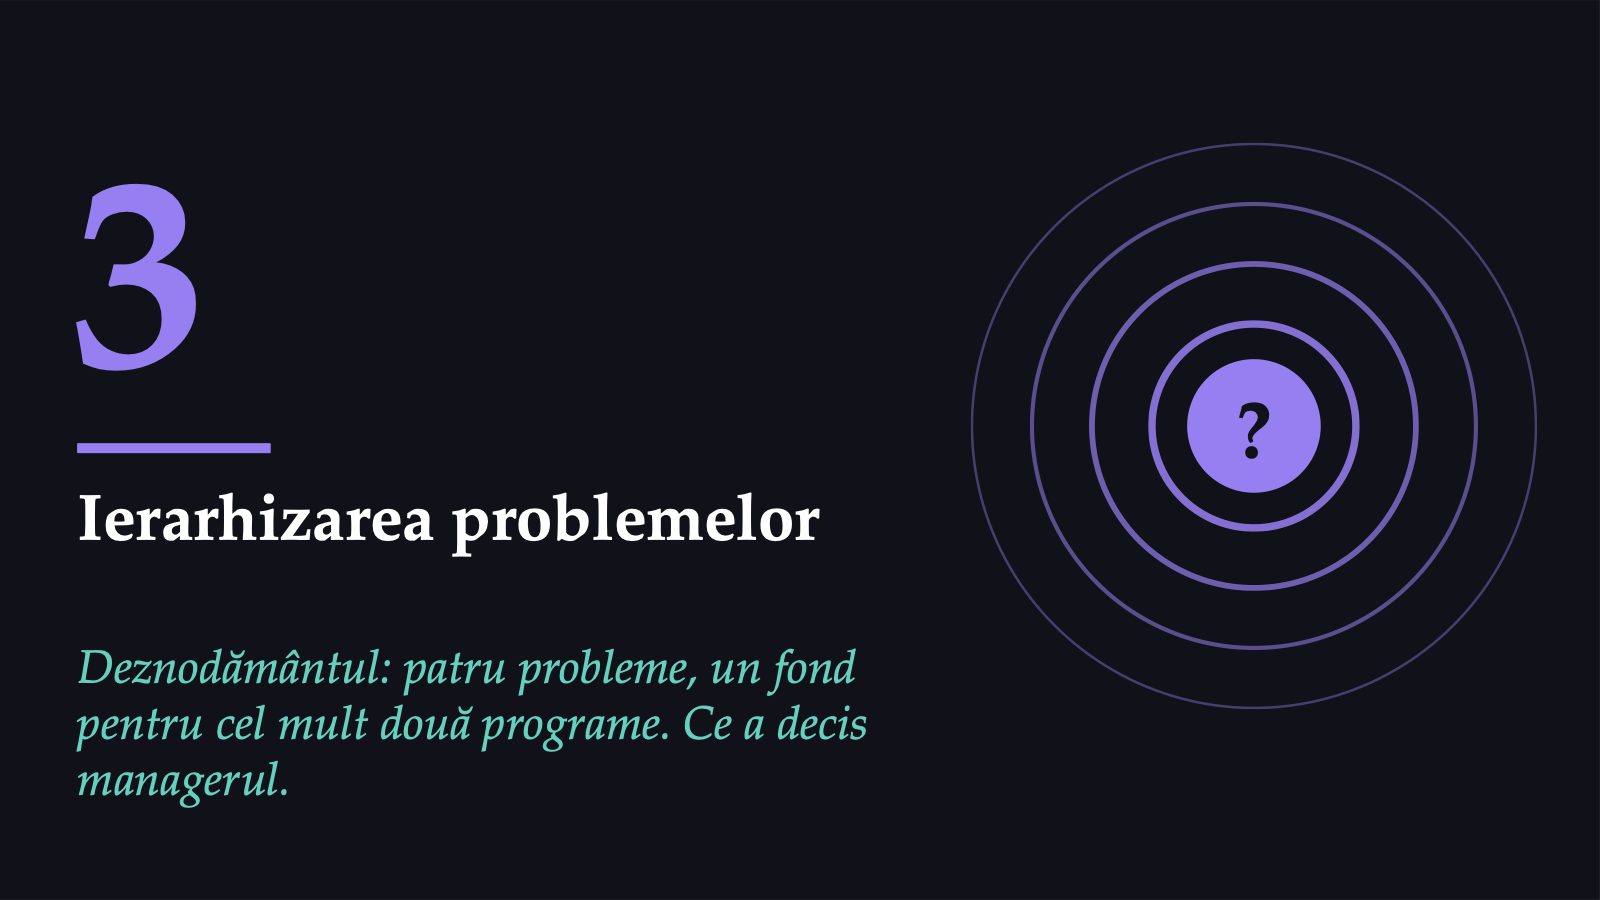 3
Ierarhizarea problemelor
Deznodământul: patru probleme, un fond
pentru cel mult două programe. Ce a decis
managerul.
?